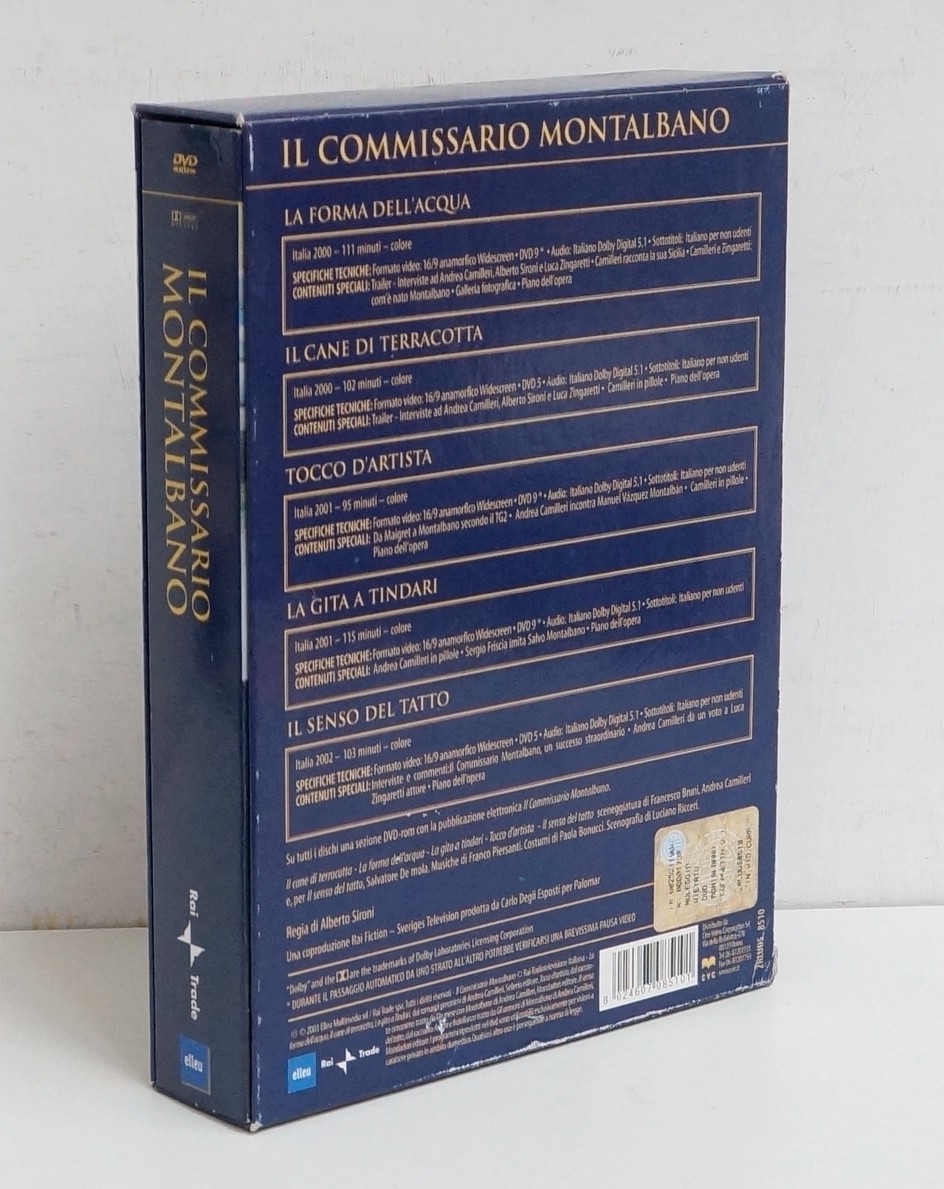 DVD
IL COMMISSARIO
MONTALBANO
Rai Trade
elleu
IL COMMISSARIO MONTALBANO
LA FORMA DELL'ACQUA
Italia 2000 – 111 minuti – colore
SPECIFICHE TECNICHE: Formato video: 16/9 anamorfico Widescreen • DVD 9 * • Audio: Italiano Dolby Digital 5.1 • Sottotitoli: Italiano per non udenti
CONTENUTI SPECIALI: Trailer - Interviste ad Andrea Camilleri, Alberto Sironi e Luca Zingaretti • Camilleri racconta la sua Sicilia • Camilleri e Zingaretti:
com'è nato Montalbano • Galleria fotografica • Piano dell'opera
IL CANE DI TERRACOTTA
Italia 2000 – 102 minuti – colore
SPECIFICHE TECNICHE: Formato video: 16/9 anamorfico Widescreen • DVD 5 • Audio: Italiano Dolby Digital 5.1 • Sottotitoli: Italiano per non udenti
CONTENUTI SPECIALI: Trailer - Interviste ad Andrea Camilleri, Alberto Sironi e Luca Zingaretti • Camilleri in pillole • Piano dell'opera
TOCCO D'ARTISTA
Italia 2001 – 95 minuti – colore
SPECIFICHE TECNICHE: Formato video: 16/9 anamorfico Widescreen • DVD 9 * • Audio: Italiano Dolby Digital 5.1 • Sottotitoli: Italiano per non udenti
CONTENUTI SPECIALI: Da Maigret a Montalbano secondo il TG2 • Andrea Camilleri incontra Manuel Vázquez Montalbán • Camilleri in pillole •
Piano dell'opera
LA GITA A TINDARI
Italia 2001 – 115 minuti – colore
SPECIFICHE TECNICHE: Formato video: 16/9 anamorfico Widescreen • DVD 9 * • Audio: Italiano Dolby Digital 5.1 • Sottotitoli: Italiano per non udenti
CONTENUTI SPECIALI: Andrea Camilleri in pillole • Sergio Friscia imita Salvo Montalbano • Piano dell'opera
IL SENSO DEL TATTO
Italia 2002 – 103 minuti – colore
SPECIFICHE TECNICHE: Formato video: 16/9 anamorfico Widescreen • DVD 5 • Audio: Italiano Dolby Digital 5.1 • Sottotitoli: Italiano per non udenti
CONTENUTI SPECIALI: Interviste e commenti:Il Commissario Montalbano, un successo straordinario • Andrea Camilleri da un voto a Luca
Zingaretti attore • Piano dell'opera
Su tutti i dischi una sezione DVD-rom con la pubblicazione elettronica Il Commissario Montalbano.
Il cane di terracotta - La forma dell'acqua - La gita a tindari - Tocco d'artista - Il senso del tatto sceneggiatura di Francesco Bruni, Andrea Camilleri
e, per Il senso del tatto, Salvatore De mola. Musiche di Franco Piersanti. Costumi di Paola Bonucci. Scenografia di Luciano Ricceri.
Regia di Alberto Sironi
Una coproduzione Rai Fiction – Sveriges Television prodotta da Carlo Degli Esposti per Palomar
"Dolby" and the are the trademarks of Dolby Laboratories Licensing Corporation
* DURANTE IL PASSAGGIO AUTOMATICO DA UNO STRATO ALL'ALTRO POTREBBE VERIFICARSI UNA BREVISSIMA PAUSA VIDEO
elleu
Rai Trade
8 024607 085101
Distribuito da
CVC